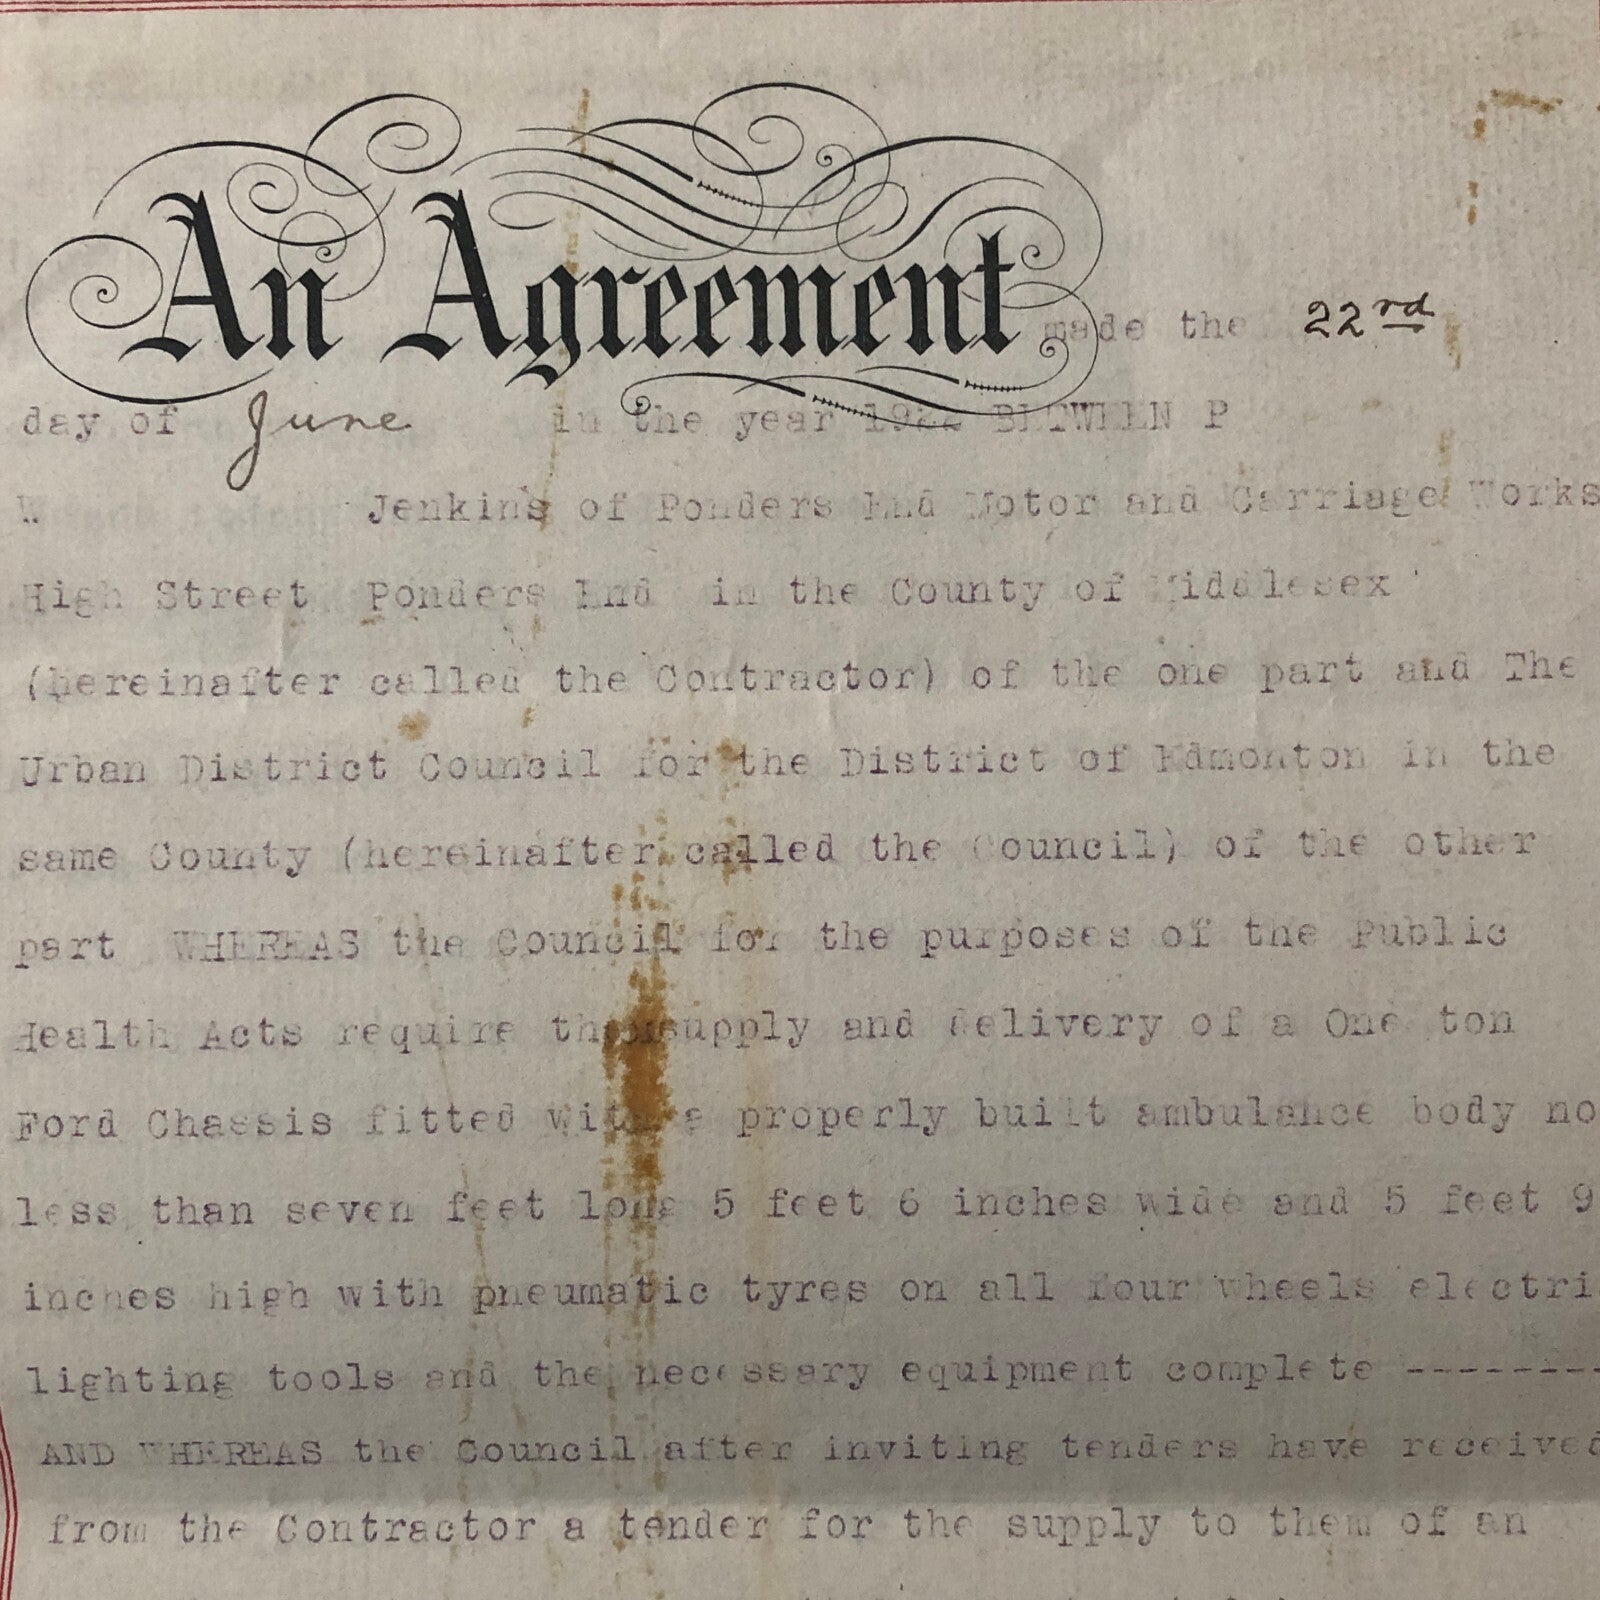 An Agreement made the 22rd
day of June in the year 1922 BETWEEN P
W Jenkins of Ponders End Motor and Carriage Works
High Street Ponders End in the County of Middlesex
(hereinafter called the Contractor) of the one part and The
Urban District Council for the District of Edmonton in the
same County (hereinafter called the Council) of the other
part WHEREAS the Council for the purposes of the Public
Health Acts require the supply and delivery of a One ton
Ford Chassis fitted with a properly built ambulance body no
less than seven feet long 5 feet 6 inches wide and 5 feet 9
inches high with pneumatic tyres on all four wheels electri
lighting tools and the necessary equipment complete --------
AND WHEREAS the Council after inviting tenders have received
from the Contractor a tender for the supply to them of an